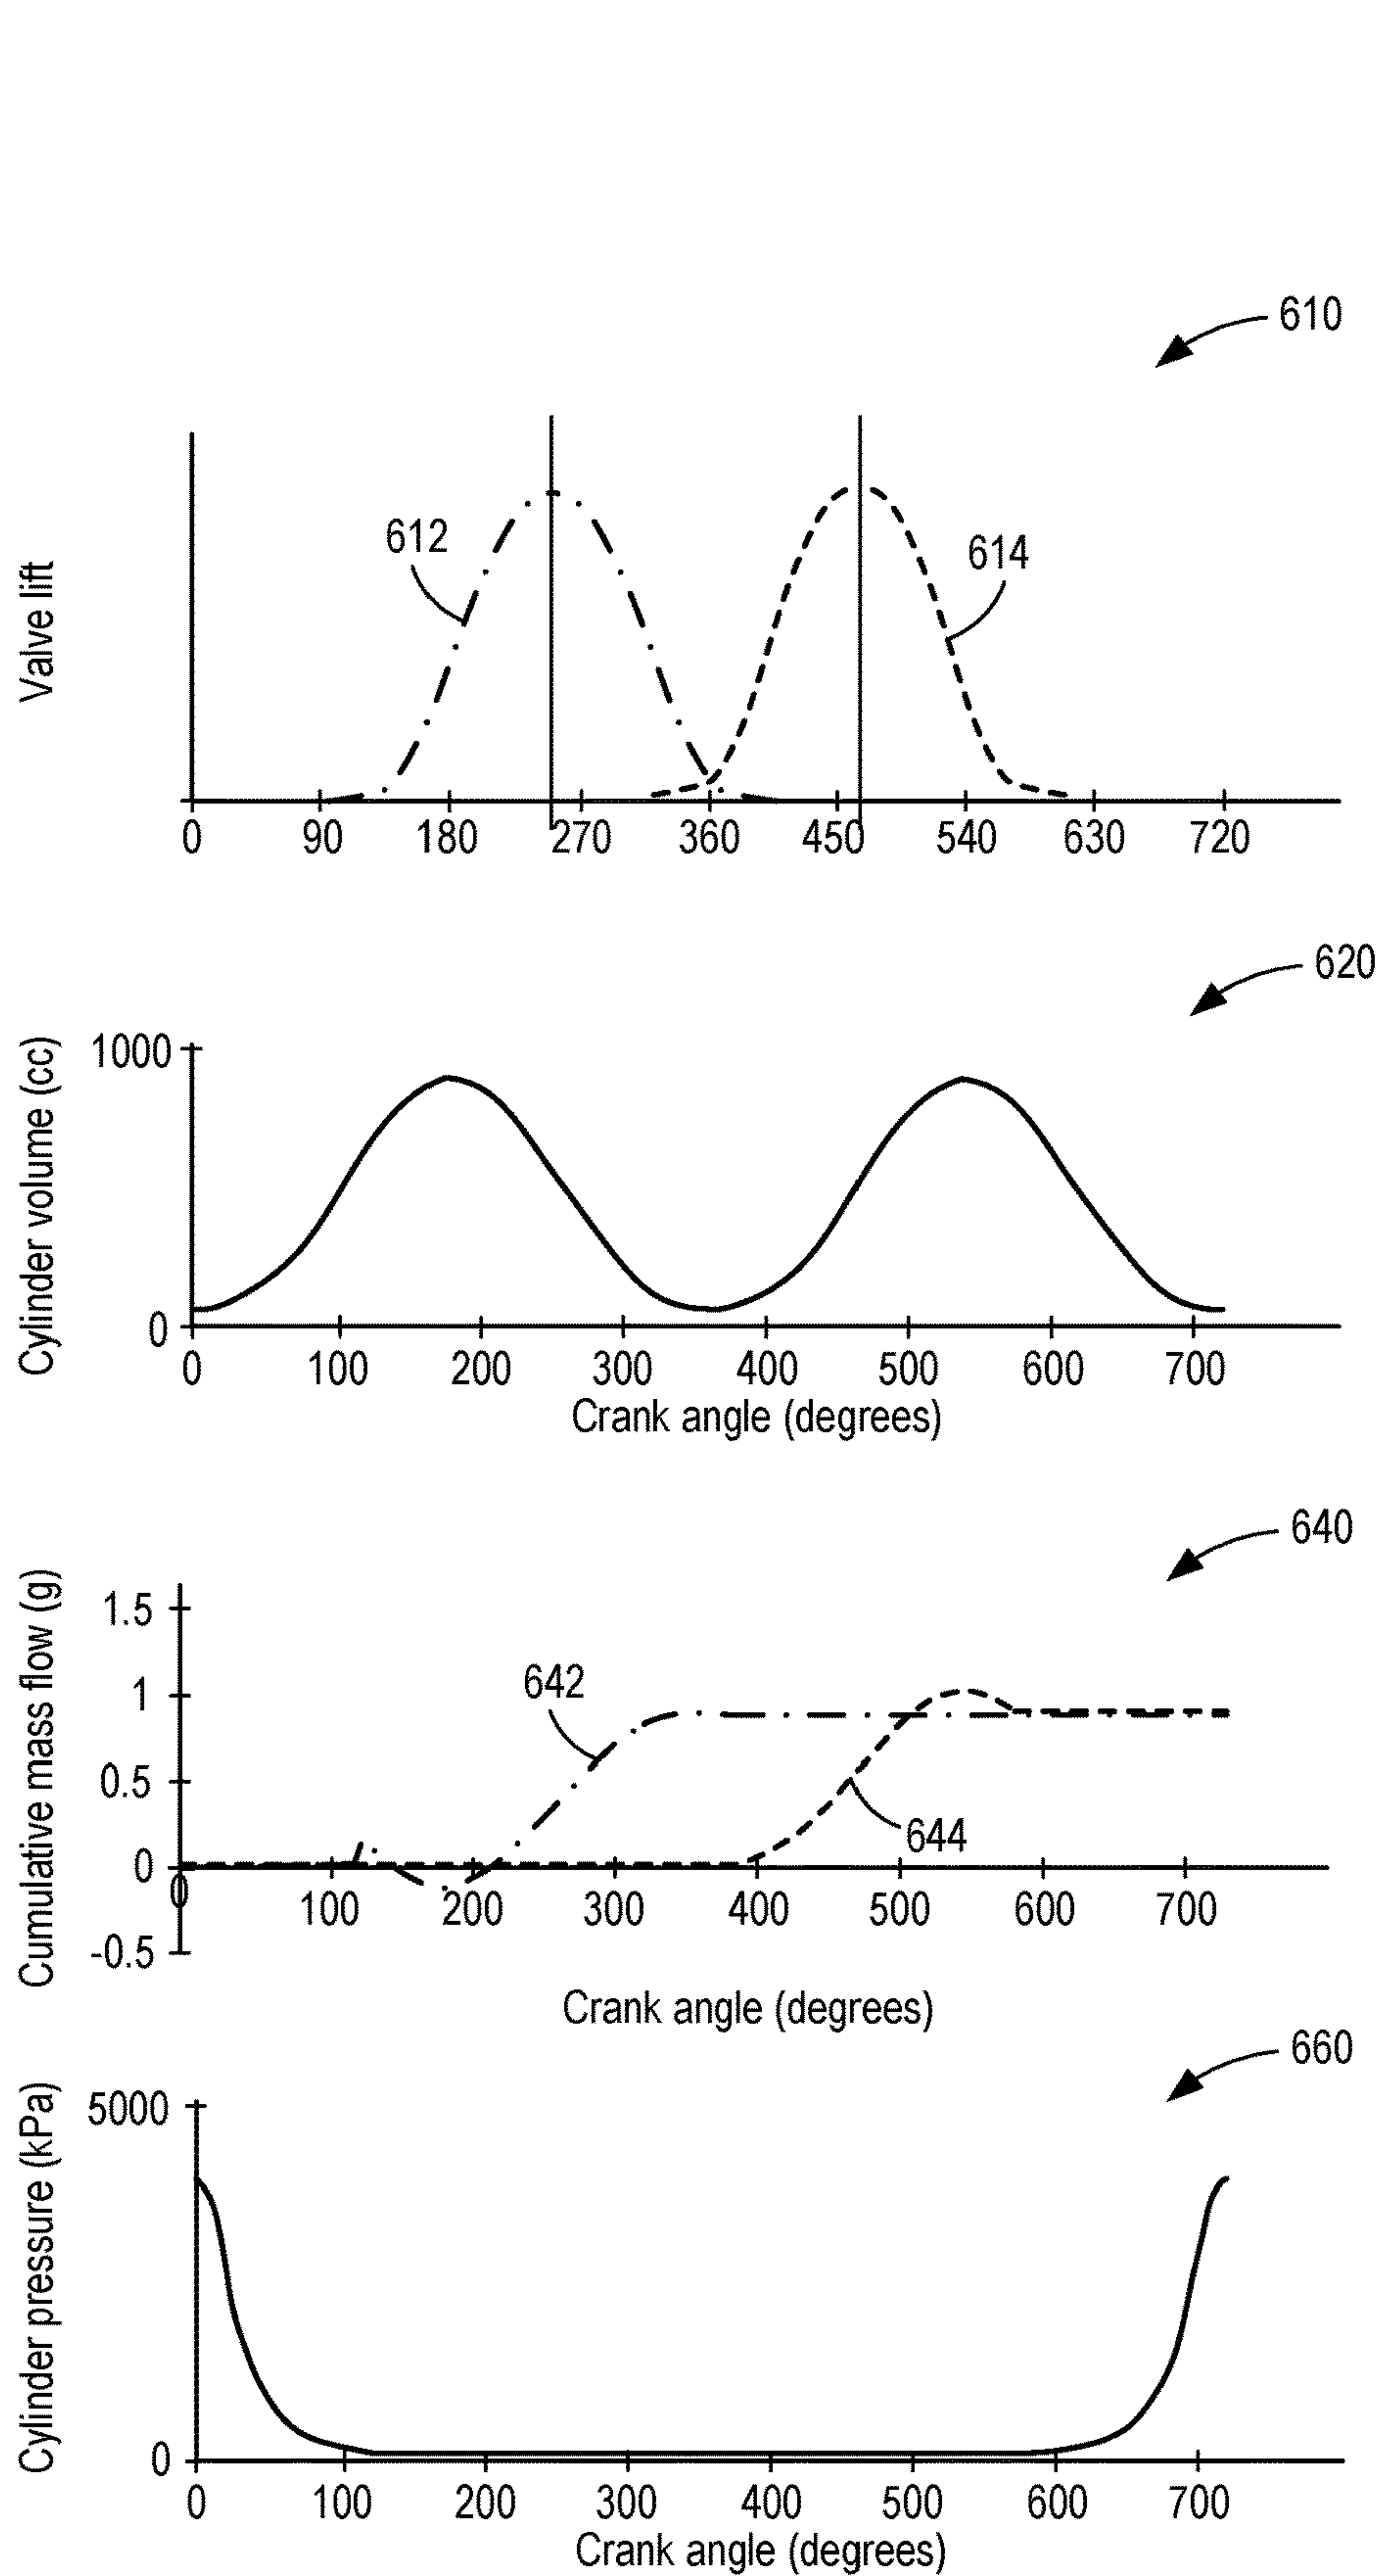 610
612
614
Valve lift
0 90 180 270 360 450 540 630 720
620
1000
Cylinder volume (cc)
0
0 100 200 300 400 500 600 700
Crank angle (degrees)
640
1.5
Cumulative mass flow (g)
642
1
0.5
644
0
0 100 200 300 400 500 600 700
-0.5
Crank angle (degrees)
660
5000
Cylinder pressure (kPa)
0
0 100 200 300 400 500 600 700
Crank angle (degrees)